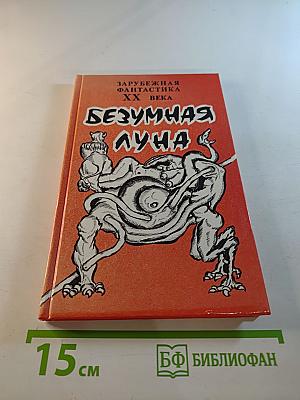 ЗАРУБЕЖНАЯ
ФАНТАСТИКА
XX ВЕКА
БЕЗУМНАЯ
ЛУНА
15 см
БФ БИБЛИОФАН